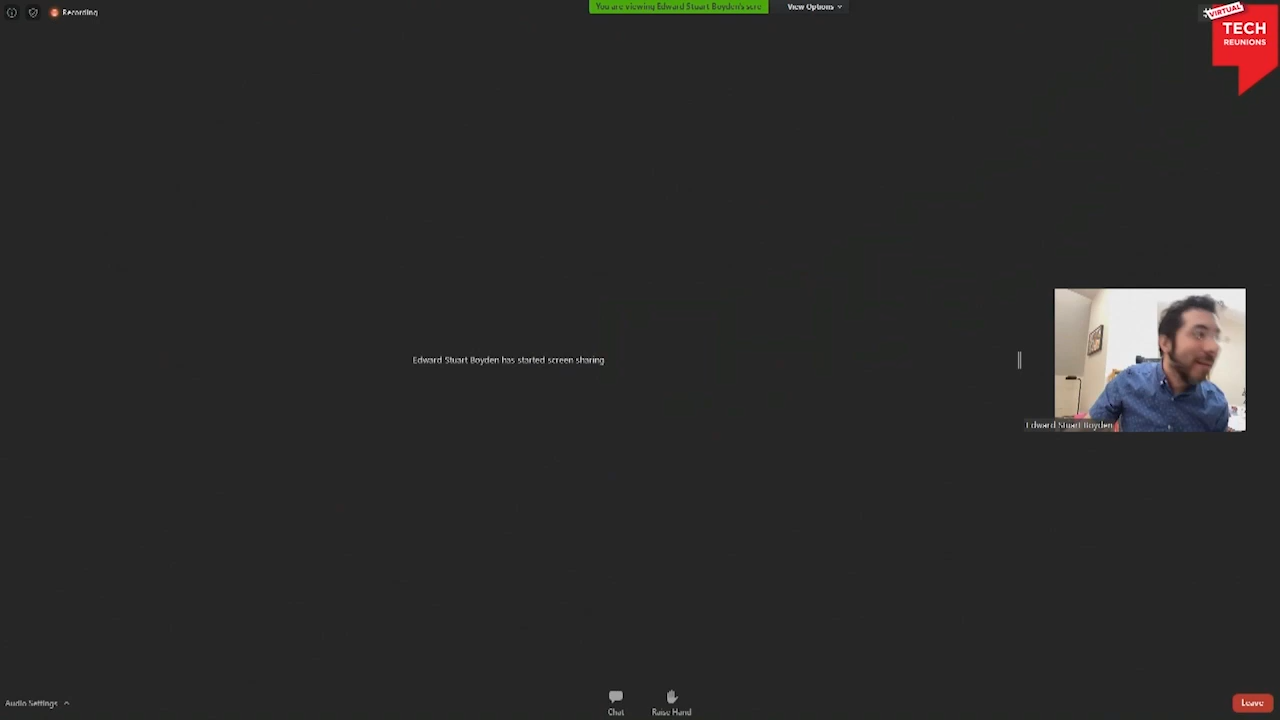 Recording
You are viewing Edward Stuart Boyden's scre
View Options
VIRTUAL
TECH
REUNIONS
Edward Stuart Boyden has started screen sharing
Edward Stuart Boyden
Audio Settings
Chat
Raise Hand
Leave